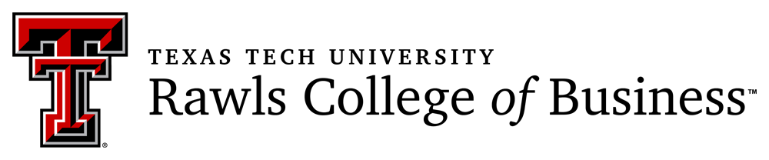 TEXAS TECH UNIVERSITY
Rawls College of Business™